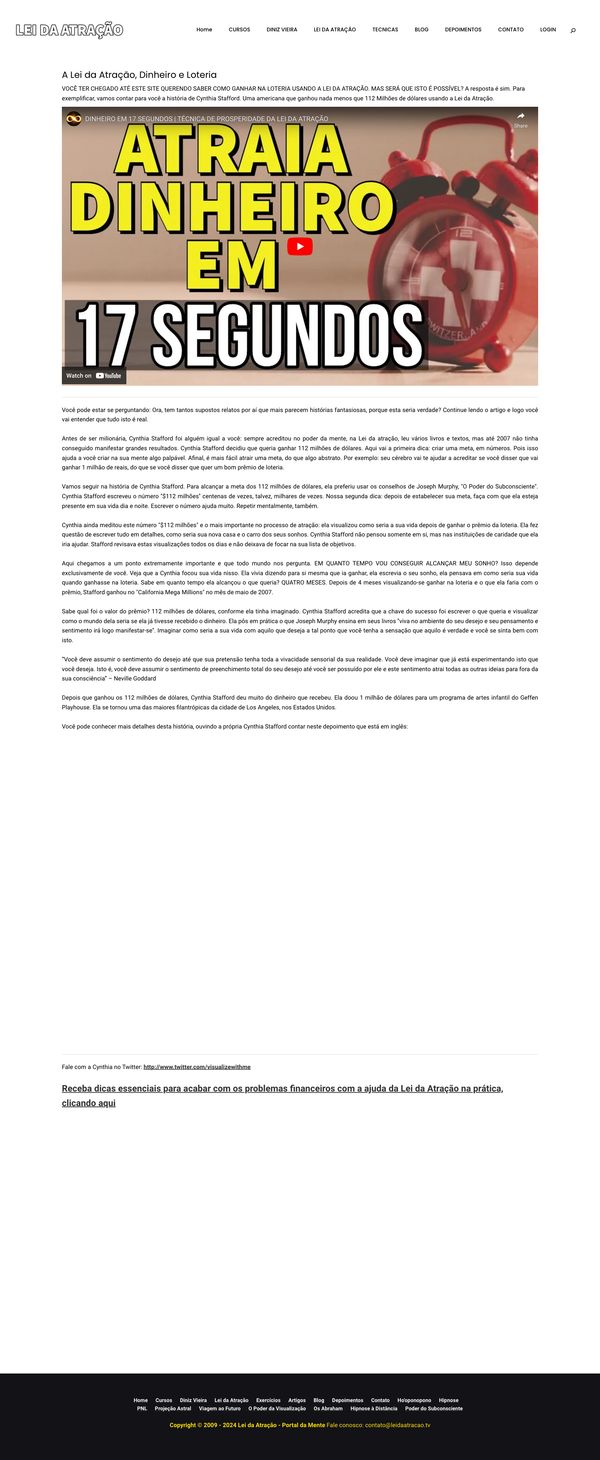 LEI DA ATRAÇÃO
Home CURSOS DINIZ VIEIRA LEI DA ATRAÇÃO TECNICAS BLOG DEPOIMENTOS CONTATO LOGIN
A Lei da Atração, Dinheiro e Loteria
VOCÊ TER CHEGADO ATÉ ESTE SITE QUERENDO SABER COMO GANHAR NA LOTERIA USANDO A LEI DA ATRAÇÃO. MAS SERÁ QUE ISTO É POSSÍVEL? A resposta é sim. Para
exemplificar, vamos contar para você a história de Cynthia Stafford. Uma americana que ganhou nada menos que 112 Milhões de dólares usando a Lei da Atração.
DINHEIRO EM 17 SEGUNDOS | TÉCNICA DE PROSPERIDADE DA LEI DA ATRAÇÃO
Share
ATRAIA
DINHEIRO
EM
17 SEGUNDOS
Watch on YouTube
Você pode estar se perguntando: Ora, tem tantos supostos relatos por aí que mais parecem histórias fantasiosas, porque esta seria verdade? Continue lendo o artigo e logo você
vai entender que tudo isto é real.
Antes de ser milionária, Cynthia Stafford foi alguém igual a você: sempre acreditou no poder da mente, na Lei da atração, leu vários livros e textos, mas até 2007 não tinha
conseguido manifestar grandes resultados. Cynthia Stafford decidiu que queria ganhar 112 milhões de dólares. Aqui vai a primeira dica: criar uma meta, em números. Pois isso
ajuda a você criar na sua mente algo palpável. Afinal, é mais fácil atrair uma meta, do que algo abstrato. Por exemplo: seu cérebro vai te ajudar a acreditar se você disser que vai
ganhar 1 milhão de reais, do que se você disser que quer um bom prêmio de loteria.
Vamos seguir na história de Cynthia Stafford. Para alcançar a meta dos 112 milhões de dólares, ela preferiu usar os conselhos de Joseph Murphy, "O Poder do Subconsciente".
Cynthia Stafford escreveu o número "$112 milhões" centenas de vezes, talvez, milhares de vezes. Nossa segunda dica: depois de estabelecer sua meta, faça com que ela esteja
presente em sua vida dia e noite. Escrever o número ajuda muito. Repetir mentalmente, também.
Cynthia ainda meditou este número "$112 milhões" e o mais importante no processo de atração: ela visualizou como seria a sua vida depois de ganhar o prêmio da loteria. Ela fez
questão de escrever tudo em detalhes, como seria sua nova casa e o carro dos seus sonhos. Cynthia Stafford não pensou somente em si, mas nas instituições de caridade que ela
iria ajudar. Stafford revisava estas visualizações todos os dias e não deixava de focar na sua lista de objetivos.
Aqui chegamos a um ponto extremamente importante e que todo mundo nos pergunta. EM QUANTO TEMPO VOU CONSEGUIR ALCANÇAR MEU SONHO? Isso depende
exclusivamente de você. Veja que a Cynthia focou sua vida nisso. Ela vivia dizendo para si mesma que ia ganhar, ela escrevia o seu sonho, ela pensava em como seria sua vida
quando ganhasse na loteria. Sabe em quanto tempo ela alcançou o que queria? QUATRO MESES. Depois de 4 meses visualizando-se ganhar na loteria e o que ela faria com o
prêmio, Stafford ganhou no "California Mega Millions" no mês de maio de 2007.
Sabe qual foi o valor do prêmio? 112 milhões de dólares, conforme ela tinha imaginado. Cynthia Stafford acredita que a chave do sucesso foi escrever o que queria e visualizar
como o mundo dela seria se ela já tivesse recebido o dinheiro. Ela pôs em prática o que Joseph Murphy ensina em seus livros "viva no ambiente do seu desejo e seu pensamento e
sentimento irá logo manifestar-se". Imaginar como seria a sua vida com aquilo que deseja a tal ponto que você tenha a sensação que aquilo é verdade e você se sinta bem com
isto.
"Você deve assumir o sentimento do desejo até que sua pretensão tenha toda a vivacidade sensorial da sua realidade. Você deve imaginar que já está experimentando isto que
você deseja. Isto é, você deve assumir o sentimento de preenchimento total do seu desejo até você ser possuído por ele e este sentimento atrai todas as outras ideias para fora da
sua consciência" – Neville Goddard
Depois que ganhou os 112 milhões de dólares, Cynthia Stafford deu muito do dinheiro que recebeu. Ela doou 1 milhão de dólares para um programa de artes infantil do Geffen
Playhouse. Ela se tornou uma das maiores filantrópicas da cidade de Los Angeles, nos Estados Unidos.
Você pode conhecer mais detalhes desta história, ouvindo a própria Cynthia Stafford contar neste depoimento que está em inglês:
Fale com a Cynthia no Twitter: http://www.twitter.com/visualizewithme
Receba dicas essenciais para acabar com os problemas financeiros com a ajuda da Lei da Atração na prática,
clicando aqui
Home Cursos Diniz Vieira Lei da Atração Exercícios Artigos Blog Depoimentos Contato Ho'oponopono Hipnose
PNL Projeção Astral Viagem ao Futuro O Poder da Visualização Os Abraham Hipnose à Distância Poder do Subconsciente
Copyright © 2009 - 2024 Lei da Atração - Portal da Mente Fale conosco: contato@leidaatracao.tv